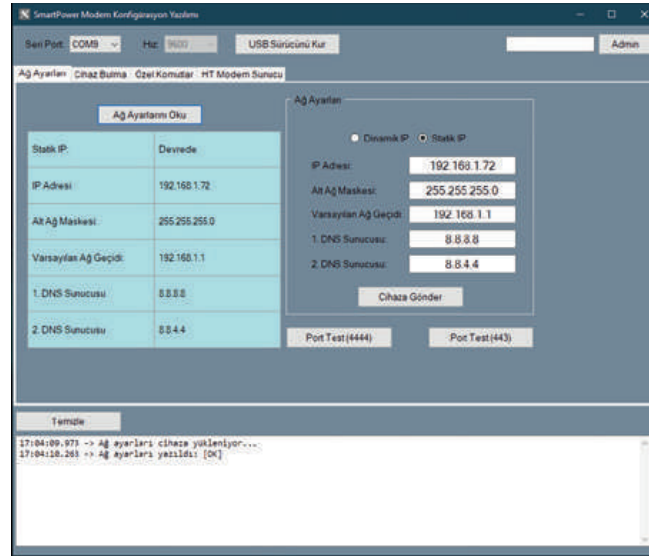 SmartPower Modem Konfigürasyon Yazılımı
Seri Port: COM9 Hız: 9600 USB Sürücünü Kur Admin
Ağ Ayarları Cihaz Bulma Özel Komutlar HT Modem Sunucu
Ağ Ayarlarını Oku
Statik IP: Devrede
IP Adresi: 192.168.1.72
Alt Ağ Maskesi: 255.255.255.0
Varsayılan Ağ Geçidi: 192.168.1.1
1. DNS Sunucusu 8.8.8.8
2. DNS Sunucusu 8.8.4.4
Ağ Ayarları
Dinamik IP Statik IP
IP Adresi: 192.168.1.72
Alt Ağ Maskesi: 255.255.255.0
Varsayılan Ağ Geçidi: 192.168.1.1
1. DNS Sunucusu: 8.8.8.8
2. DNS Sunucusu: 8.8.4.4
Cihaza Gönder
Port Test (4444) Port Test (443)
Temizle
17:04:09.973 -> Ağ ayarları cihaza yükleniyor...
17:04:10.263 -> Ağ ayarları yazıldı: [OK]